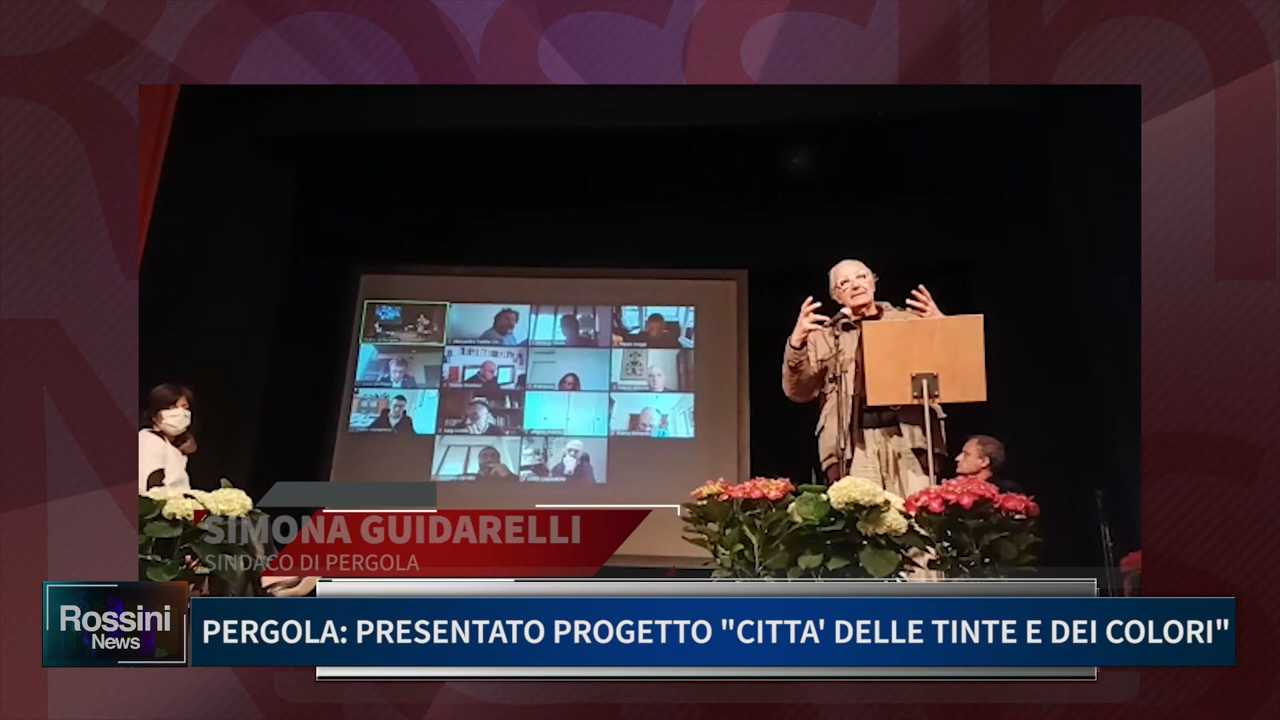 SIMONA GUIDARELLI
SINDACO DI PERGOLA
Rossini
News
PERGOLA: PRESENTATO PROGETTO "CITTA' DELLE TINTE E DEI COLORI"